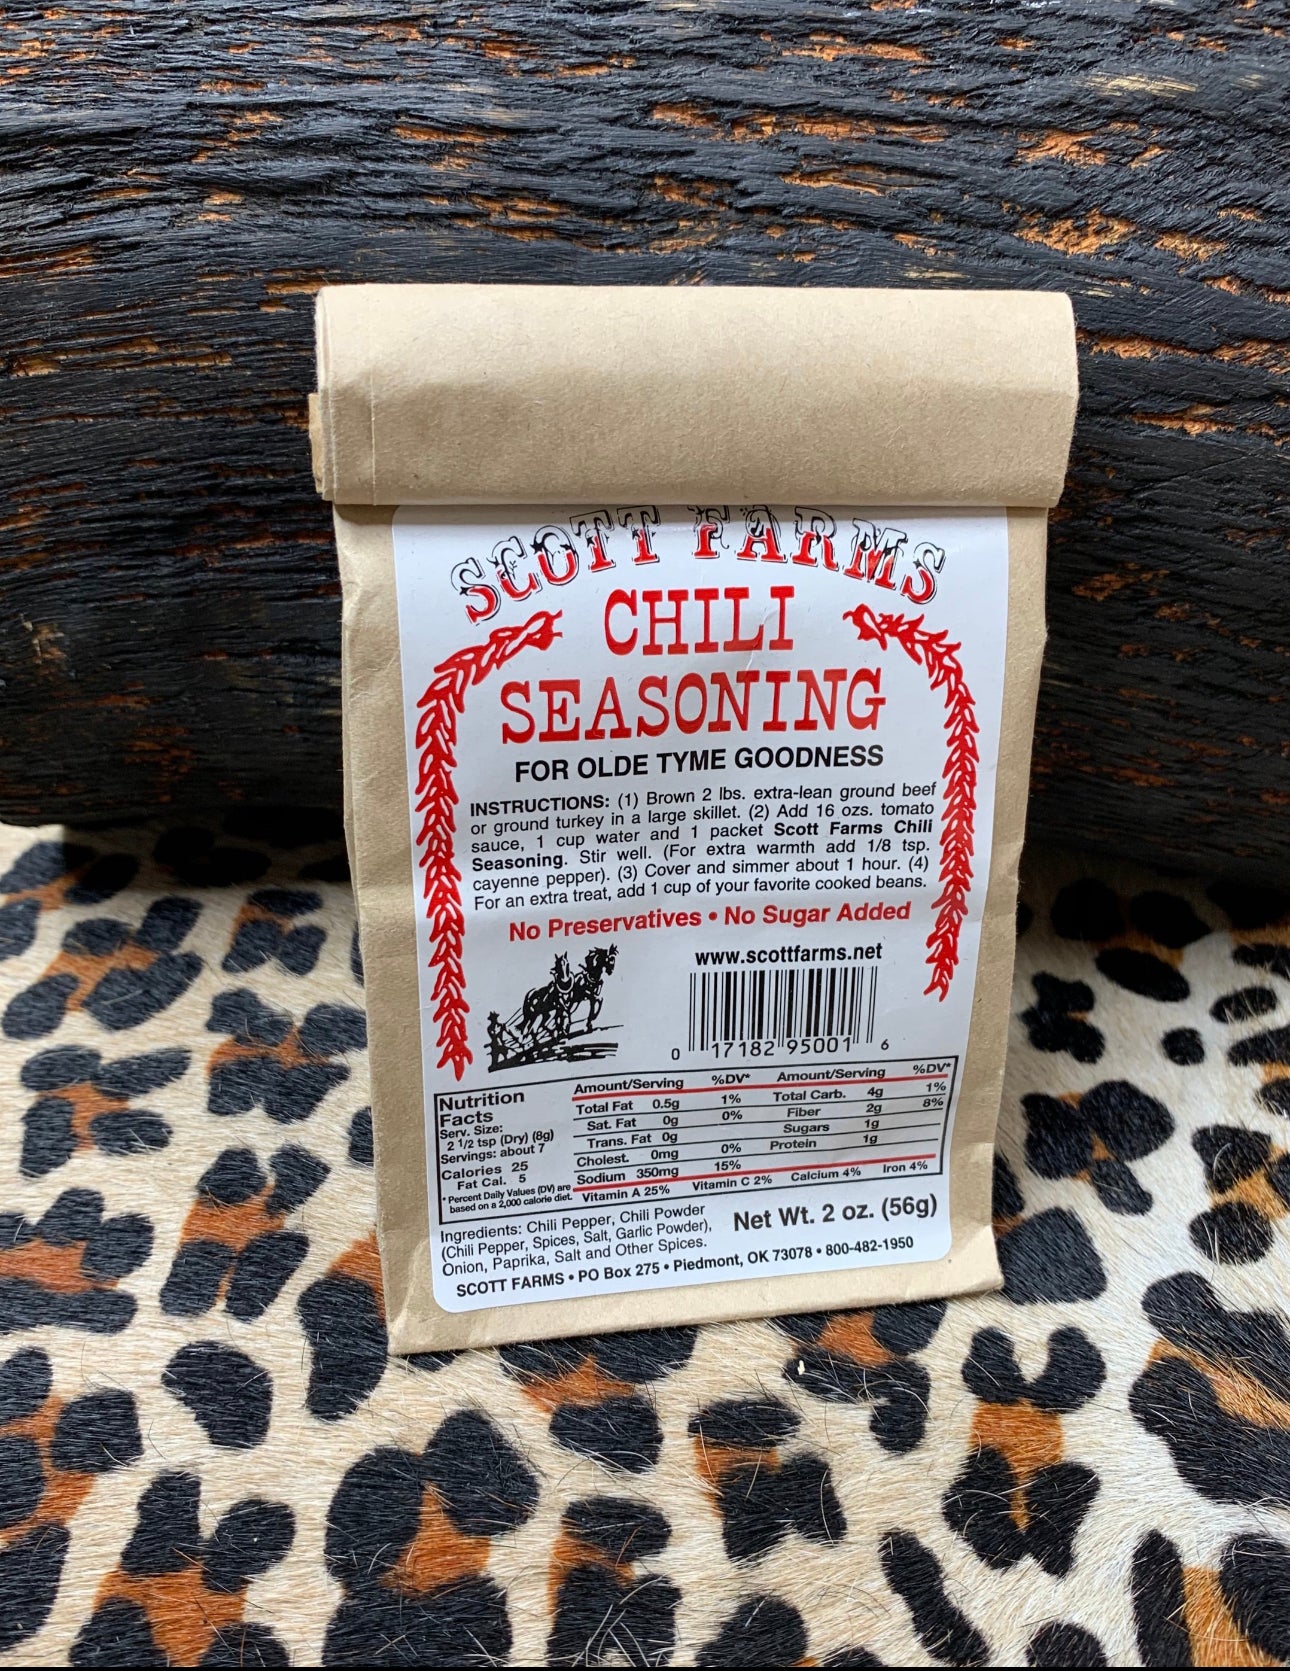 SCOTT FARMS
CHILI
SEASONING
FOR OLDE TYME GOODNESS
INSTRUCTIONS: (1) Brown 2 lbs. extra-lean ground beef
or ground turkey in a large skillet. (2) Add 16 ozs. tomato
sauce, 1 cup water and 1 packet Scott Farms Chili
Seasoning. Stir well. (For extra warmth add 1/8 tsp.
cayenne pepper). (3) Cover and simmer about 1 hour. (4)
For an extra treat, add 1 cup of your favorite cooked beans.
No Preservatives • No Sugar Added
www.scottfarms.net
0 17182 95001 6
Nutrition
Facts
Serv. Size:
2 1/2 tsp (Dry) (8g)
Servings: about 7
Calories 25
Fat Cal. 5
* Percent Daily Values (DV) are
based on a 2,000 calorie diet.
Amount/Serving %DV*
Total Fat 0.5g 1%
Sat. Fat 0g 0%
Trans. Fat 0g
Cholest. 0mg 0%
Sodium 350mg 15%
Amount/Serving %DV*
Total Carb. 4g 1%
Fiber 2g 8%
Sugars 1g
Protein 1g
Vitamin A 25% Vitamin C 2% Calcium 4% Iron 4%
Ingredients: Chili Pepper, Chili Powder
(Chili Pepper, Spices, Salt, Garlic Powder),
Onion, Paprika, Salt and Other Spices.
Net Wt. 2 oz. (56g)
SCOTT FARMS • PO Box 275 • Piedmont, OK 73078 • 800-482-1950